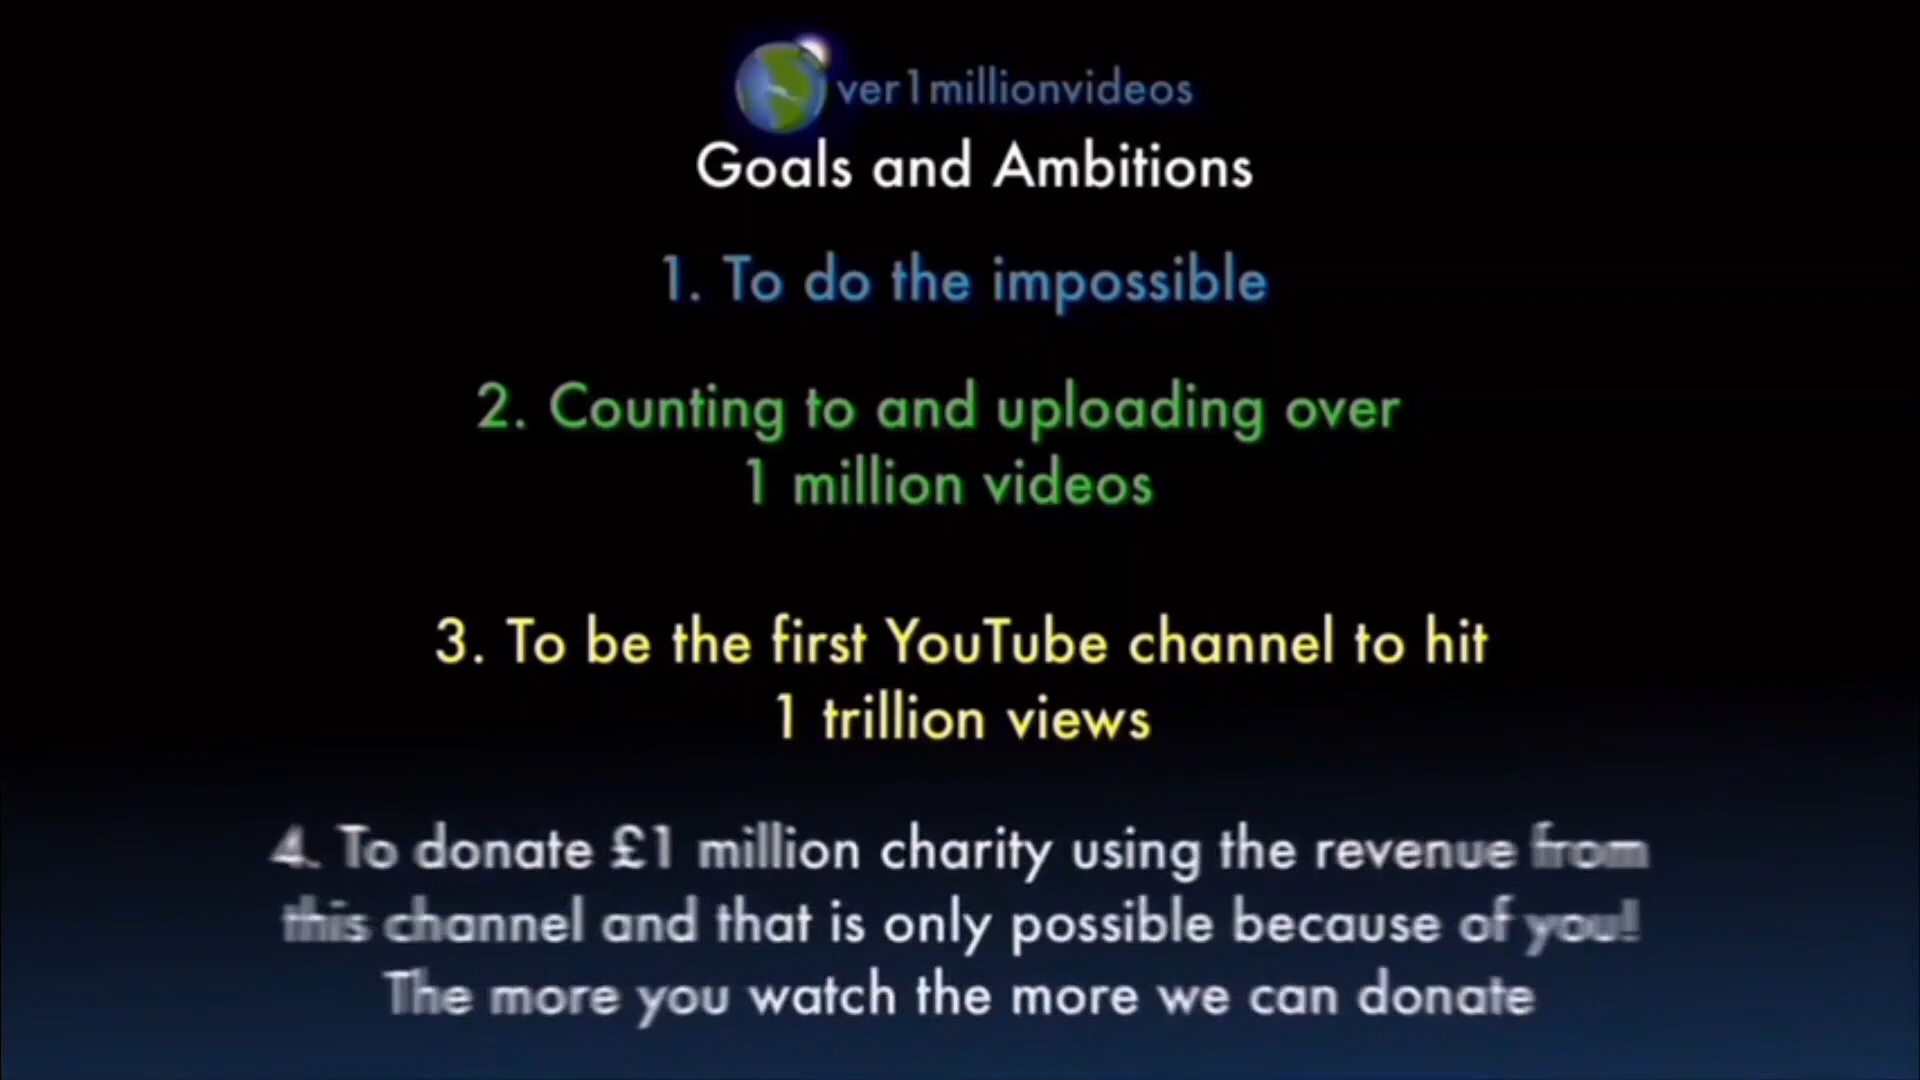 ver1millionvideos
Goals and Ambitions
1. To do the impossible
2. Counting to and uploading over
1 million videos
3. To be the first YouTube channel to hit
1 trillion views
4. To donate £1 million charity using the revenue from
this channel and that is only possible because of you!
The more you watch the more we can donate